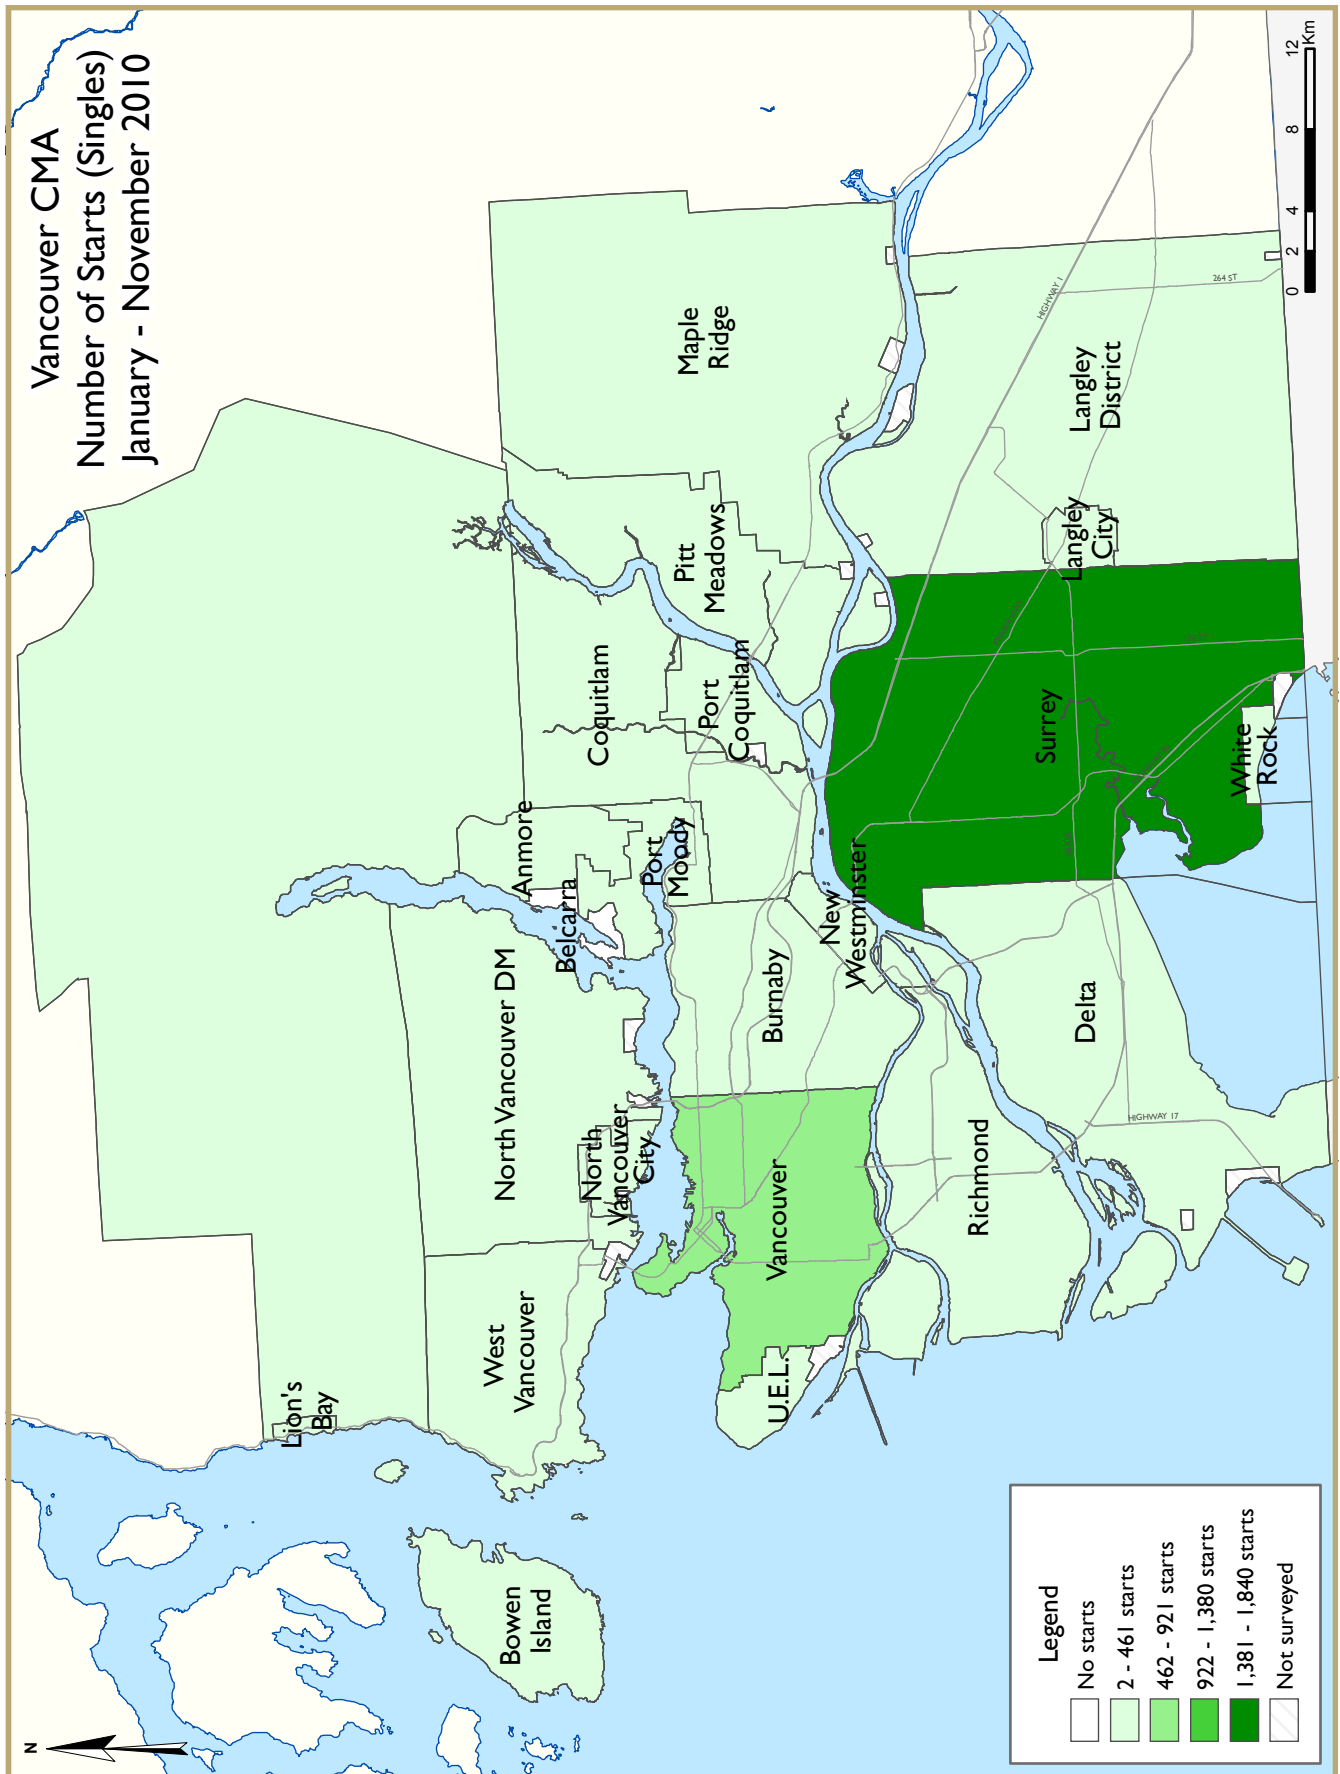 Vancouver CMA
Number of Starts (Singles)
January - November 2010
N
Lion's
Bay
Bowen
Island
West
Vancouver
North Vancouver DM
North
Vancouver
City
Belcarra
Anmore
Port
Moody
Coquitlam
Port
Coquitlam
Pitt
Meadows
Maple
Ridge
U.E.L.
Vancouver
Burnaby
New
Westminster
Richmond
Delta
Surrey
White
Rock
Langley
City
Langley
District
HIGHWAY 1
264 ST
HIGHWAY 17
Legend
No starts
2 - 461 starts
462 - 921 starts
922 - 1,380 starts
1,381 - 1,840 starts
Not surveyed
0 2 4 8 12
Km